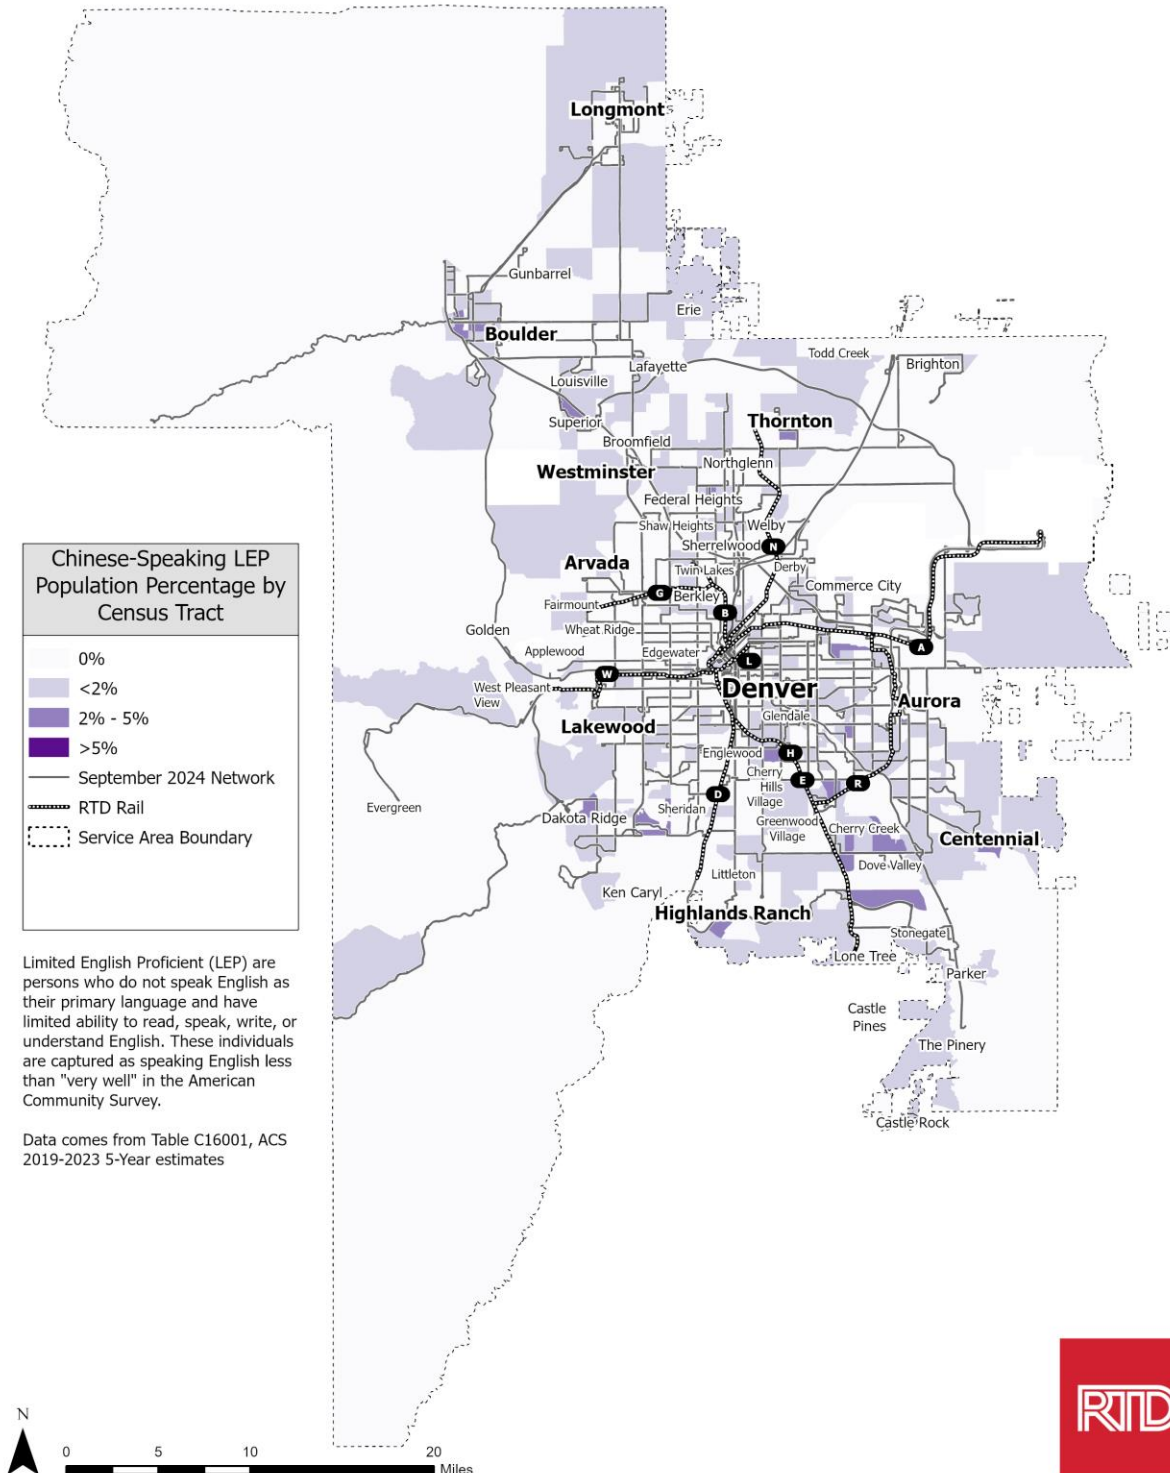 Longmont
Gunbarrel
Erie
Boulder
Todd Creek
Brighton
Lafayette
Louisville
Superior
Thornton
Broomfield
Northglenn
Westminster
Federal Heights
Shaw Heights
Welby
Sherrelwood
N
Arvada
Twin Lakes
Derby
Commerce City
G
Berkley
Fairmount
B
Golden
Wheat Ridge
Applewood
Edgewater
A
L
W
West Pleasant
View
Denver
Aurora
Lakewood
Glendale
Englewood
H
Cherry
Hills
Village
E
R
D
Evergreen
Sheridan
Dakota Ridge
Greenwood
Village
Cherry Creek
Centennial
Dove Valley
Littleton
Ken Caryl
Highlands Ranch
Stonegate
Lone Tree
Parker
Castle
Pines
The Pinery
Castle Rock
Chinese-Speaking LEP
Population Percentage by
Census Tract
0%
<2%
2% - 5%
>5%
September 2024 Network
RTD Rail
Service Area Boundary
Limited English Proficient (LEP) are
persons who do not speak English as
their primary language and have
limited ability to read, speak, write, or
understand English. These individuals
are captured as speaking English less
than "very well" in the American
Community Survey.
Data comes from Table C16001, ACS
2019-2023 5-Year estimates
N
0 5 10 20
Miles
RTD